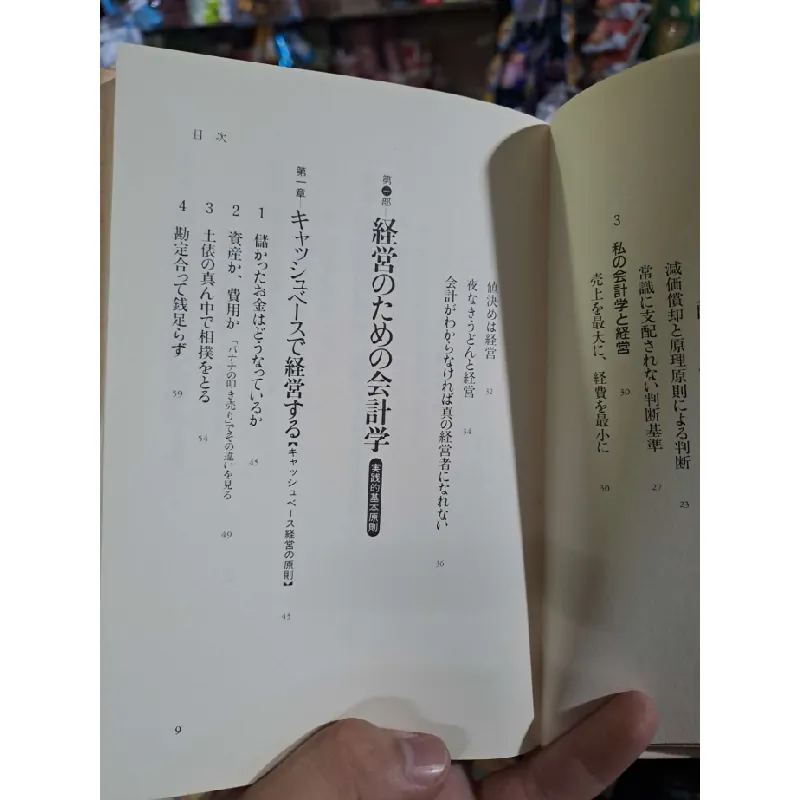 減価償却と原理原則による判断 23
常識に支配されない判断基準 27
3 私の会計学と経営 30
売上を最大に、経費を最小に 30
値決めは経営 32
夜なきうどんと経営 34
会計がわからなければ真の経営者になれない 36
第一部 経営のための会計学 実践的基本原則
第一章 キャッシュベースで経営する【キャッシュベース経営の原則】 43
1 儲かったお金はどうなっているか 45
2 資産か、費用か 「バナナの叩き売り」でその違いを見る 49
3 土俵の真ん中で相撲をとる 54
4 勘定合って銭足らず 59
目次
9